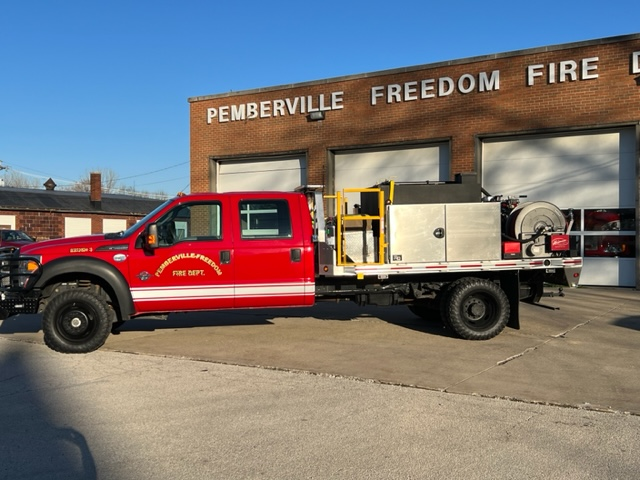 PEMBERVILLE FREEDOM FIRE D
PEMBERVILLE-FREEDOM
FIRE DEPT.